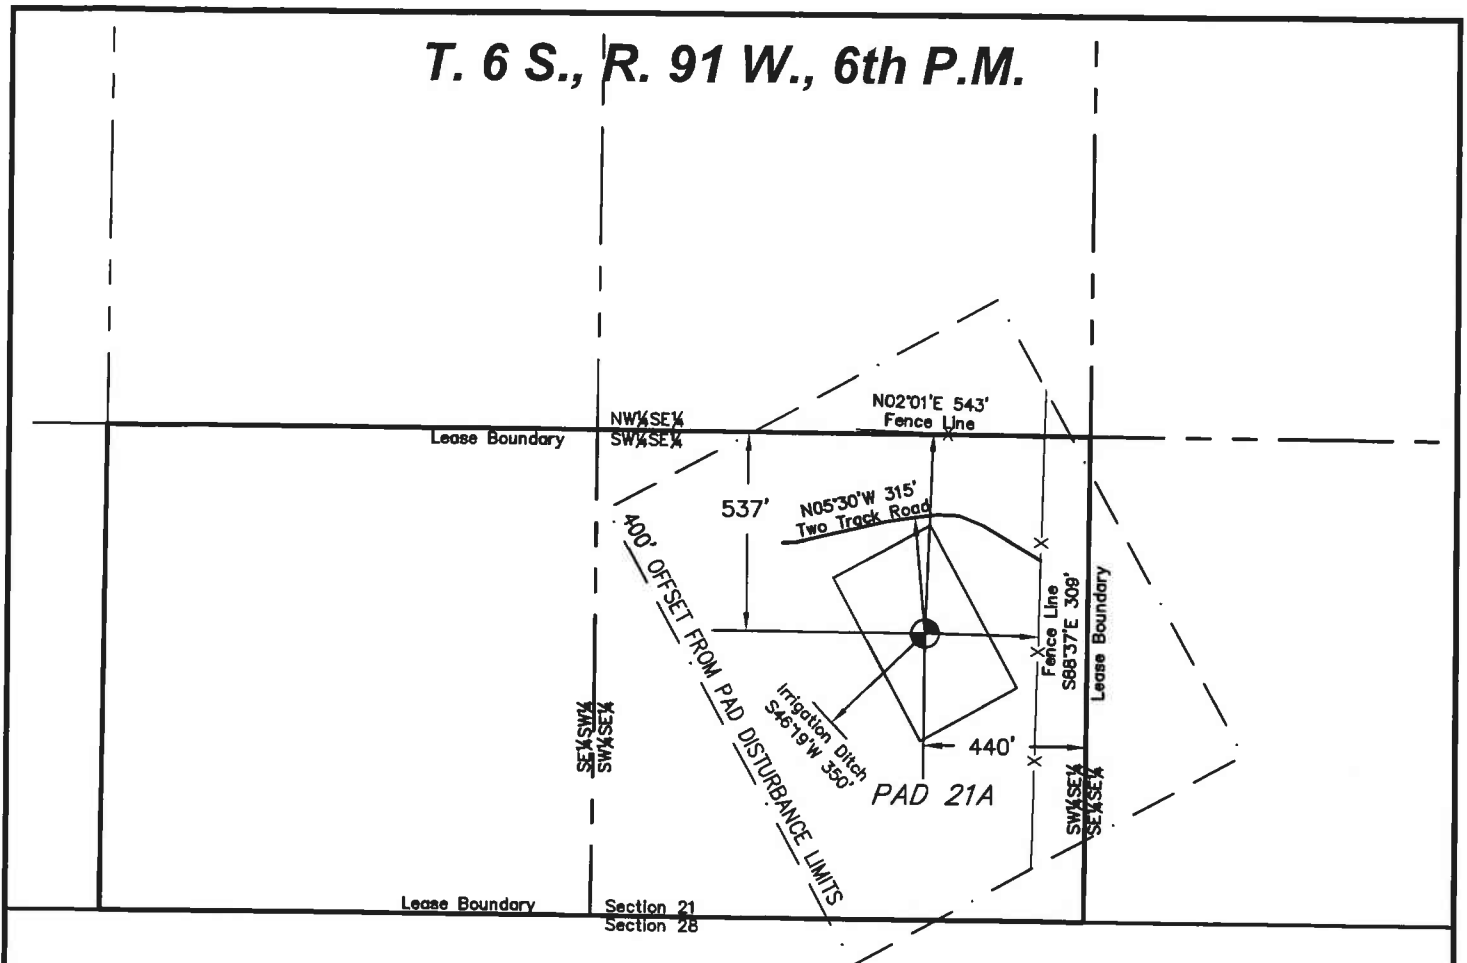 T. 6 S., R. 91 W., 6th P.M.
N02°01'E 543'
Fence Line
NW¼SE¼
Lease Boundary
SW¼SE¼
537'
N05°30'W 315'
Two Track Road
400' OFFSET FROM PAD DISTURBANCE LIMITS
Fence Line
S88°37'E 309'
Lease Boundary
Irrigation Ditch
S46°19'W 350'
SE¼SW¼
SW¼SE¼
440'
PAD 21A
SW¼SE¼
SE¼SE¼
Lease Boundary
Section 21
Section 28